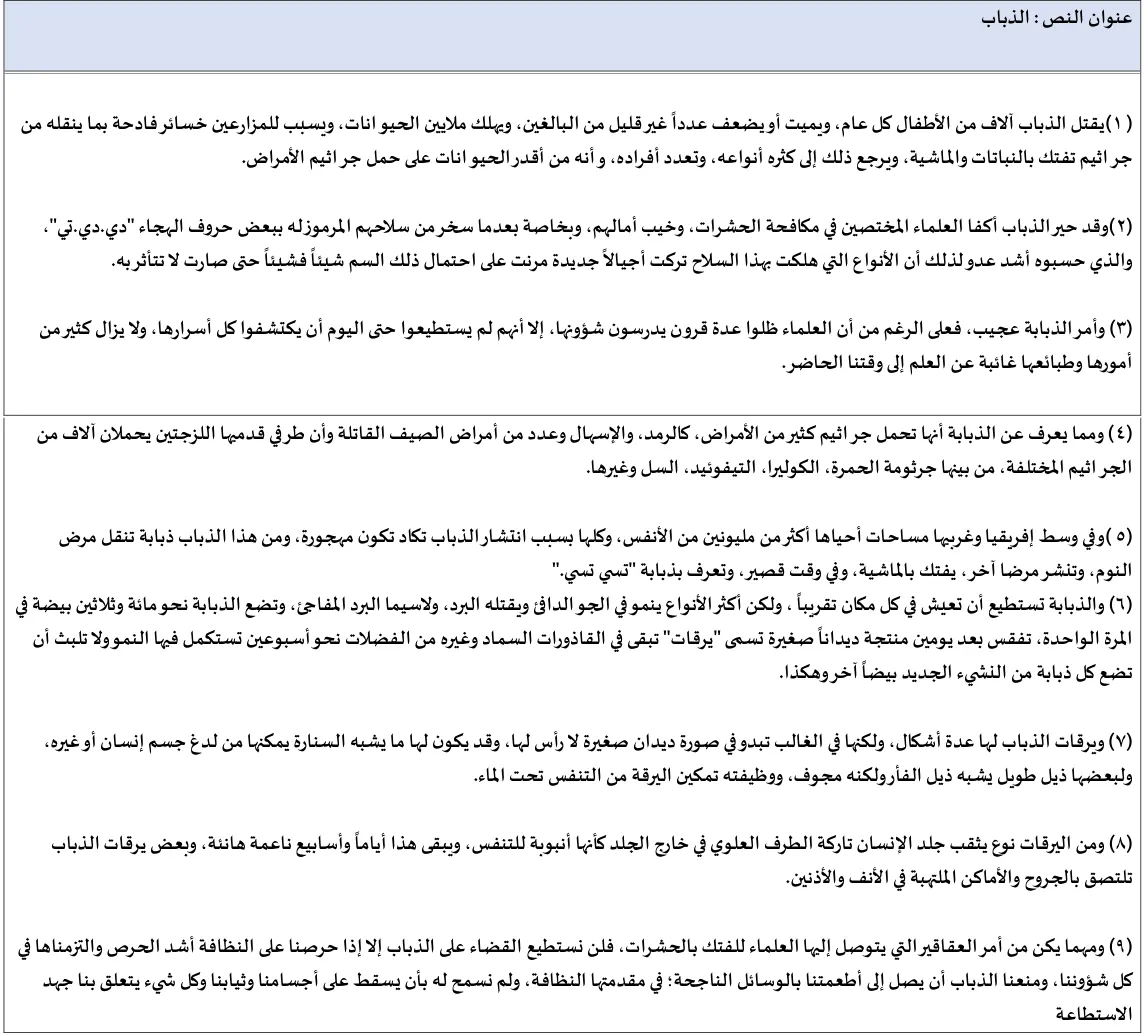 عنوان النص : الذباب
(١)يقتل الذباب آلاف من الأطفال كل عام، ويميت أو يضعف عدداً غير قليل من البالغين، ويهلك ملايين الحيوانات، ويسبب للمزارعين خسائر فادحة بما ينقله من
جراثيم تفتك بالنباتات والماشية، ويرجع ذلك إلى كثره أنواعه، وتعدد أفراده، وأنه من أقدر الحيوانات على حمل جراثيم الأمراض.
(٢)وقد حير الذباب أكفا العلماء المختصين في مكافحة الحشرات، وخيب أمالهم، وبخاصة بعدما سخر من سلاحهم المرموز له ببعض حروف الهجاء "دي.دي.تي"،
والذي حسبوه أشد عدو لذلك أن الأنواع التي هلكت بهذا السلاح تركت أجيالاً جديدة مرنت على احتمال ذلك السم شيئاً فشيئاً حتى صارت لا تتأثر به.
(٣) وأمر الذبابة عجيب، فعلى الرغم من أن العلماء ظلوا عدة قرون يدرسون شؤونها، إلا أنهم لم يستطيعوا حتى اليوم أن يكتشفوا كل أسرارها، ولا يزال كثير من
أمورها وطبائعها غائبة عن العلم إلى وقتنا الحاضر.
(٤) ومما يعرف عن الذبابة أنها تحمل جراثيم كثير من الأمراض، كالرمد، والإسهال وعدد من أمراض الصيف القاتلة وأن طرفي قدميها اللزجتين يحملان آلاف من
الجراثيم المختلفة، من بينها جرثومة الحمرة، الكوليرا، التيفوئيد، السل وغيرها.
(٥)وفي وسط إفريقيا وغربيها مساحات أحياها أكثر من مليونين من الأنفس، وكلها بسبب انتشار الذباب تكاد تكون مهجورة، ومن هذا الذباب ذبابة تنقل مرض
النوم، وتنشر مرضا آخر، يفتك بالماشية، وفي وقت قصير، وتعرف بذبابة "تسي تسي."
(٦) والذبابة تستطيع أن تعيش في كل مكان تقريباً ، ولكن أكثر الأنواع ينمو في الجو الدافئ ويقتله البرد، ولاسيما البرد المفاجئ، وتضع الذبابة نحو مائة وثلاثين بيضة في
المرة الواحدة، تفقس بعد يومين منتجة ديداناً صغيرة تسمى "يرقات" تبقى في القاذورات السماد وغيره من الفضلات نحو أسبوعين تستكمل فيها النمو ولا تلبث أن
تضع كل ذبابة من النشيء الجديد بيضاً آخر وهكذا.
(٧) ويرقات الذباب لها عدة أشكال، ولكنها في الغالب تبدو في صورة ديدان صغيرة لا رأس لها، وقد يكون لها ما يشبه السنارة يمكنها من لدغ جسم إنسان أو غيره،
ولبعضها ذيل طويل يشبه ذيل الفأر ولكنه مجوف، ووظيفته تمكين اليرقة من التنفس تحت الماء.
(٨) ومن اليرقات نوع يثقب جلد الإنسان تاركة الطرف العلوي في خارج الجلد كأنها أنبوبة للتنفس، ويبقى هذا أياماً وأسابيع ناعمة هانئة، وبعض يرقات الذباب
تلتصق بالجروح والأماكن الملتهبة في الأنف والأذنين.
(٩) ومهما يكن من أمر العقاقير التي يتوصل إليها العلماء للفتك بالحشرات، فلن نستطيع القضاء على الذباب إلا إذا حرصنا على النظافة أشد الحرص والتزمناها في
كل شؤوننا، ومنعنا الذباب أن يصل إلى أطعمتنا بالوسائل الناجحة؛ في مقدمتها النظافة، ولم نسمح له بأن يسقط على أجسامنا وثيابنا وكل شيء يتعلق بنا جهد
الاستطاعة